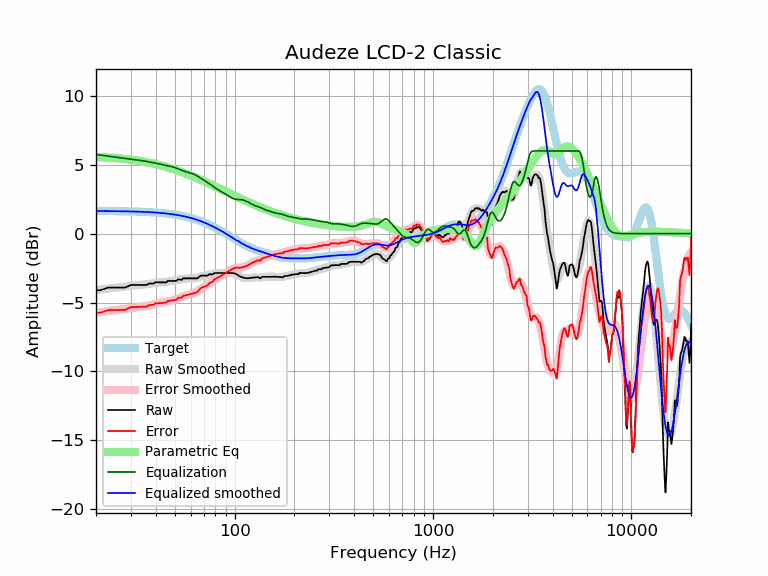 Audeze LCD-2 Classic
Amplitude (dBr)
10
5
0
−5
−10
−15
−20
Target
Raw Smoothed
Error Smoothed
Raw
Error
Parametric Eq
Equalization
Equalized smoothed
100
1000
10000
Frequency (Hz)